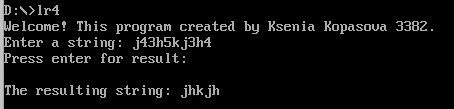 D:\>lr4
Welcome! This program created by Ksenia Kopasova 3382.
Enter a string: j43h5kj3h4
Press enter for result:
The resulting string: jhkjh